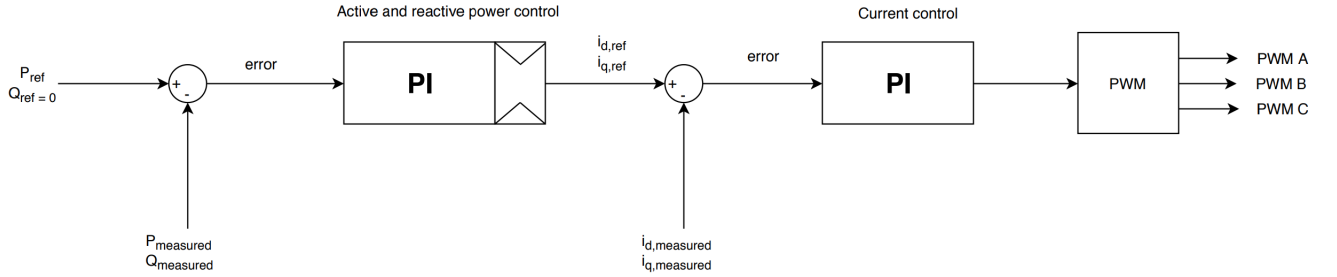 Active and reactive power control
Current control
P_ref
Q_ref = 0
+
-
error
PI
i_d,ref
i_q,ref
+
-
error
PI
PWM
PWM A
PWM B
PWM C
P_measured
Q_measured
i_d,measured
i_q,measured